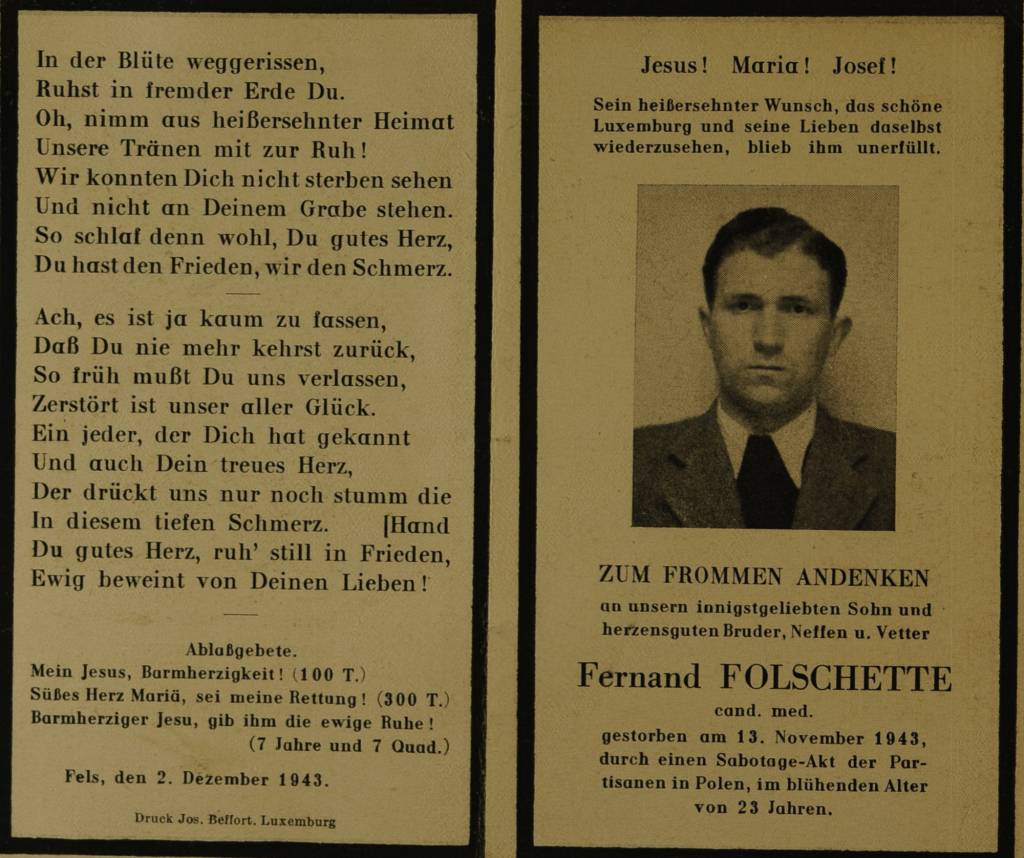 In der Blüte weggerissen,
Ruhst in fremder Erde Du.
Oh, nimm aus heißersehnter Heimat
Unsere Tränen mit zur Ruh!
Wir konnten Dich nicht sterben sehen
Und nicht an Deinem Grabe stehen.
So schlaf denn wohl, Du gutes Herz,
Du hast den Frieden, wir den Schmerz.
Ach, es ist ja kaum zu fassen,
Daß Du nie mehr kehrst zurück,
So früh mußt Du uns verlassen,
Zerstört ist unser aller Glück.
Ein jeder, der Dich hat gekannt
Und auch Dein treues Herz,
Der drückt uns nur noch stumm die
In diesem tiefen Schmerz. [Hand
Du gutes Herz, ruh' still in Frieden,
Ewig beweint von Deinen Lieben!
Ablaßgebete.
Mein Jesus, Barmherzigkeit! (100 T.)
Süßes Herz Mariä, sei meine Rettung! (300 T.)
Barmherziger Jesu, gib ihm die ewige Ruhe!
(7 Jahre und 7 Quad.)
Fels, den 2. Dezember 1943.
Druck Jos. Beffort. Luxemburg
Jesus! Maria! Josef!
Sein heißersehnter Wunsch, das schöne
Luxemburg und seine Lieben daselbst
wiederzusehen, blieb ihm unerfüllt.
ZUM FROMMEN ANDENKEN
an unsern innigstgeliebten Sohn und
herzensguten Bruder, Neffen u. Vetter
Fernand FOLSCHETTE
cand. med.
gestorben am 13. November 1943,
durch einen Sabotage-Akt der Par-
tisanen in Polen, im blühenden Alter
von 23 Jahren.